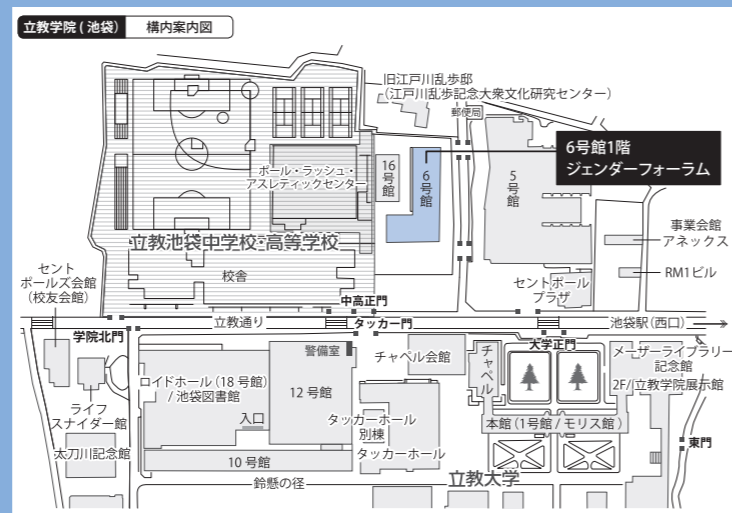 立教学院(池袋) 構内案内図
旧江戸川乱歩邸
(江戸川乱歩記念大衆文化研究センター)
郵便局
6号館1階
ジェンダーフォーラム
16号館
6号館
5号館
ポール・ラッシュ・
アスレティックセンター
立教池袋中学校・高等学校
事業会館
アネックス
RM1ビル
セント
ポールズ会館
(校友会館)
校舎
セントポール
プラザ
中高正門
立教通り
タッカー門
池袋駅(西口)
学院北門
大学正門
警備室
チャペル会館
チャペル
メーザーライブラリー
記念館
2F/立教学院展示館
ロイドホール(18号館)
/池袋図書館
12号館
ライフ
スナイダー館
入口
タッカーホール
別棟
本館(1号館/モリス館)
太刀川記念館
タッカーホール
東門
10号館
立教大学
鈴懸の径